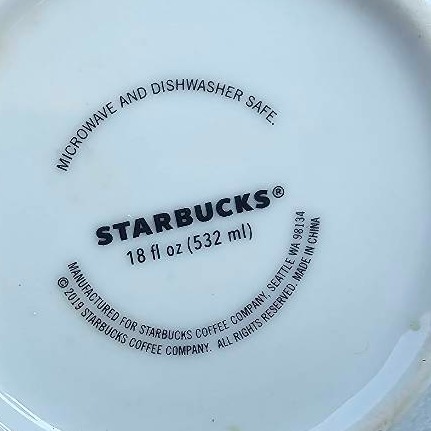 MICROWAVE AND DISHWASHER SAFE.
STARBUCKS®
18 fl oz (532 ml)
MANUFACTURED FOR STARBUCKS COFFEE COMPANY, SEATTLE WA 98134
© 2019 STARBUCKS COFFEE COMPANY. ALL RIGHTS RESERVED. MADE IN CHINA